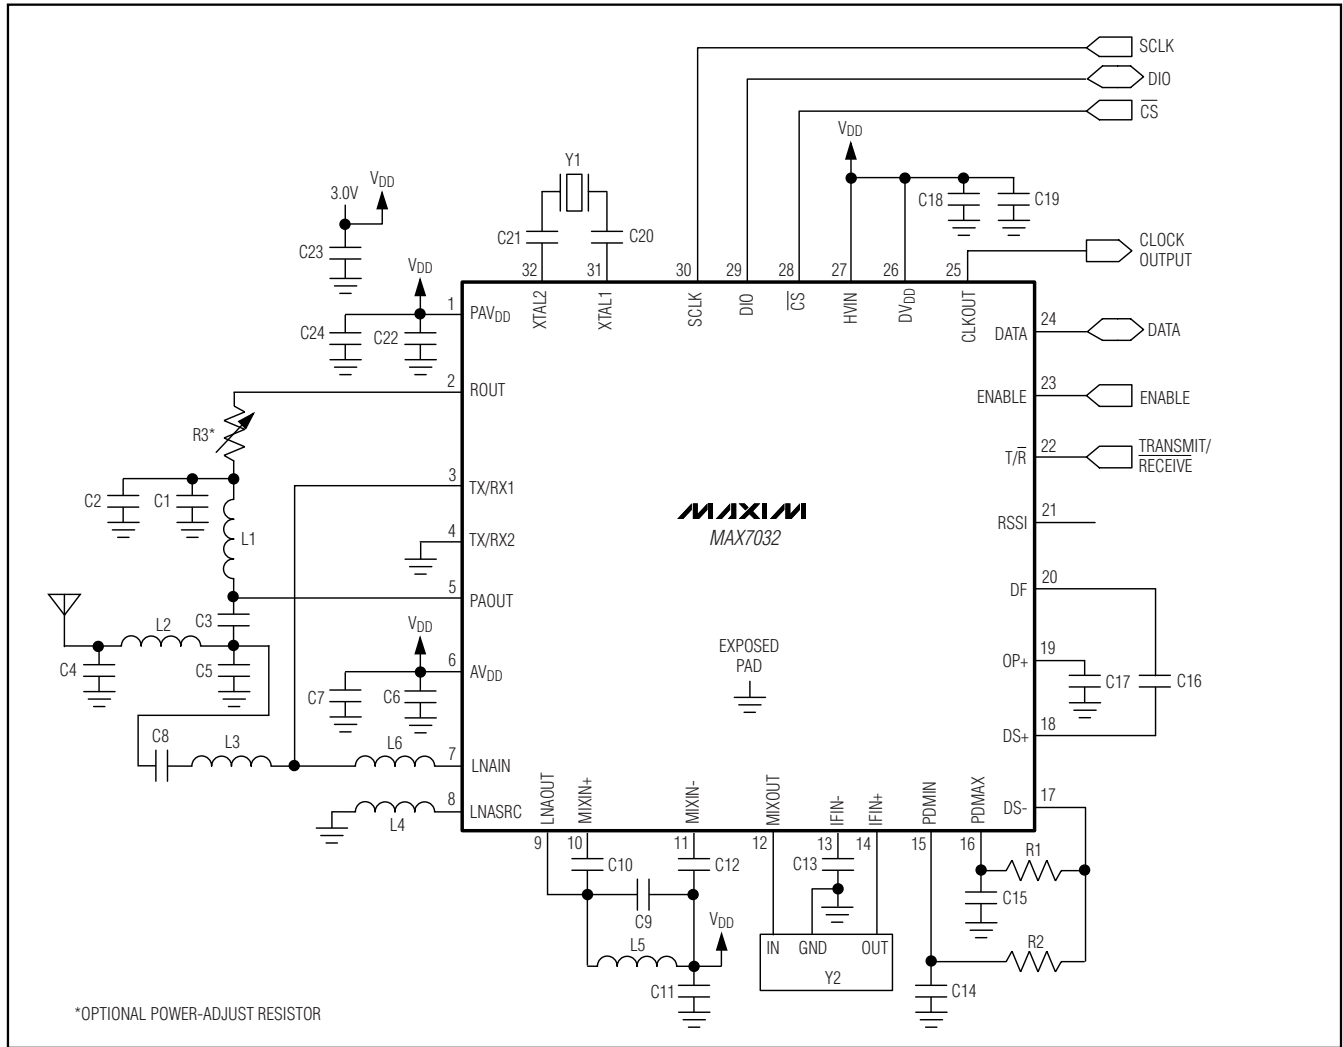 SCLK
DIO
C̅S̅
VDD
Y1
3.0V
VDD
C18
C19
C21
C20
C23
CLOCK
OUTPUT
VDD
32
31
30
29
28
27
26
25
XTAL2
XTAL1
SCLK
DIO
C̅S̅
HVIN
DVDD
CLKOUT
1
PAVDD
C24
C22
24
DATA
DATA
2
ROUT
23
ENABLE
ENABLE
R3*
22
T/R̅
TRANSMIT/
R̅E̅C̅E̅I̅V̅E̅
3
TX/RX1
C2
C1
MAXIM
MAX7032
21
RSSI
L1
4
TX/RX2
5
PAOUT
20
DF
C3
L2
VDD
EXPOSED
PAD
C4
C5
6
AVDD
19
OP+
C17
C16
C7
C6
18
DS+
C8
L3
L6
7
LNAIN
8
LNASRC
L4
LNAOUT
MIXIN+
MIXIN-
MIXOUT
IFIN-
IFIN+
PDMIN
PDMAX
DS-
17
9
10
11
12
13
14
15
16
C10
C12
C13
R1
C15
C9
VDD
L5
IN
GND
OUT
R2
Y2
C11
C14
*OPTIONAL POWER-ADJUST RESISTOR